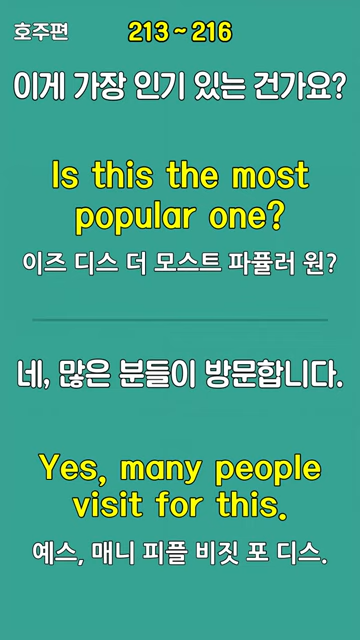 호주편 213 ~ 216
이게 가장 인기 있는 건가요?
Is this the most
popular one?
이즈 디스 더 모스트 파퓰러 원?
네, 많은 분들이 방문합니다.
Yes, many people
visit for this.
예스, 매니 피플 비짓 포 디스.